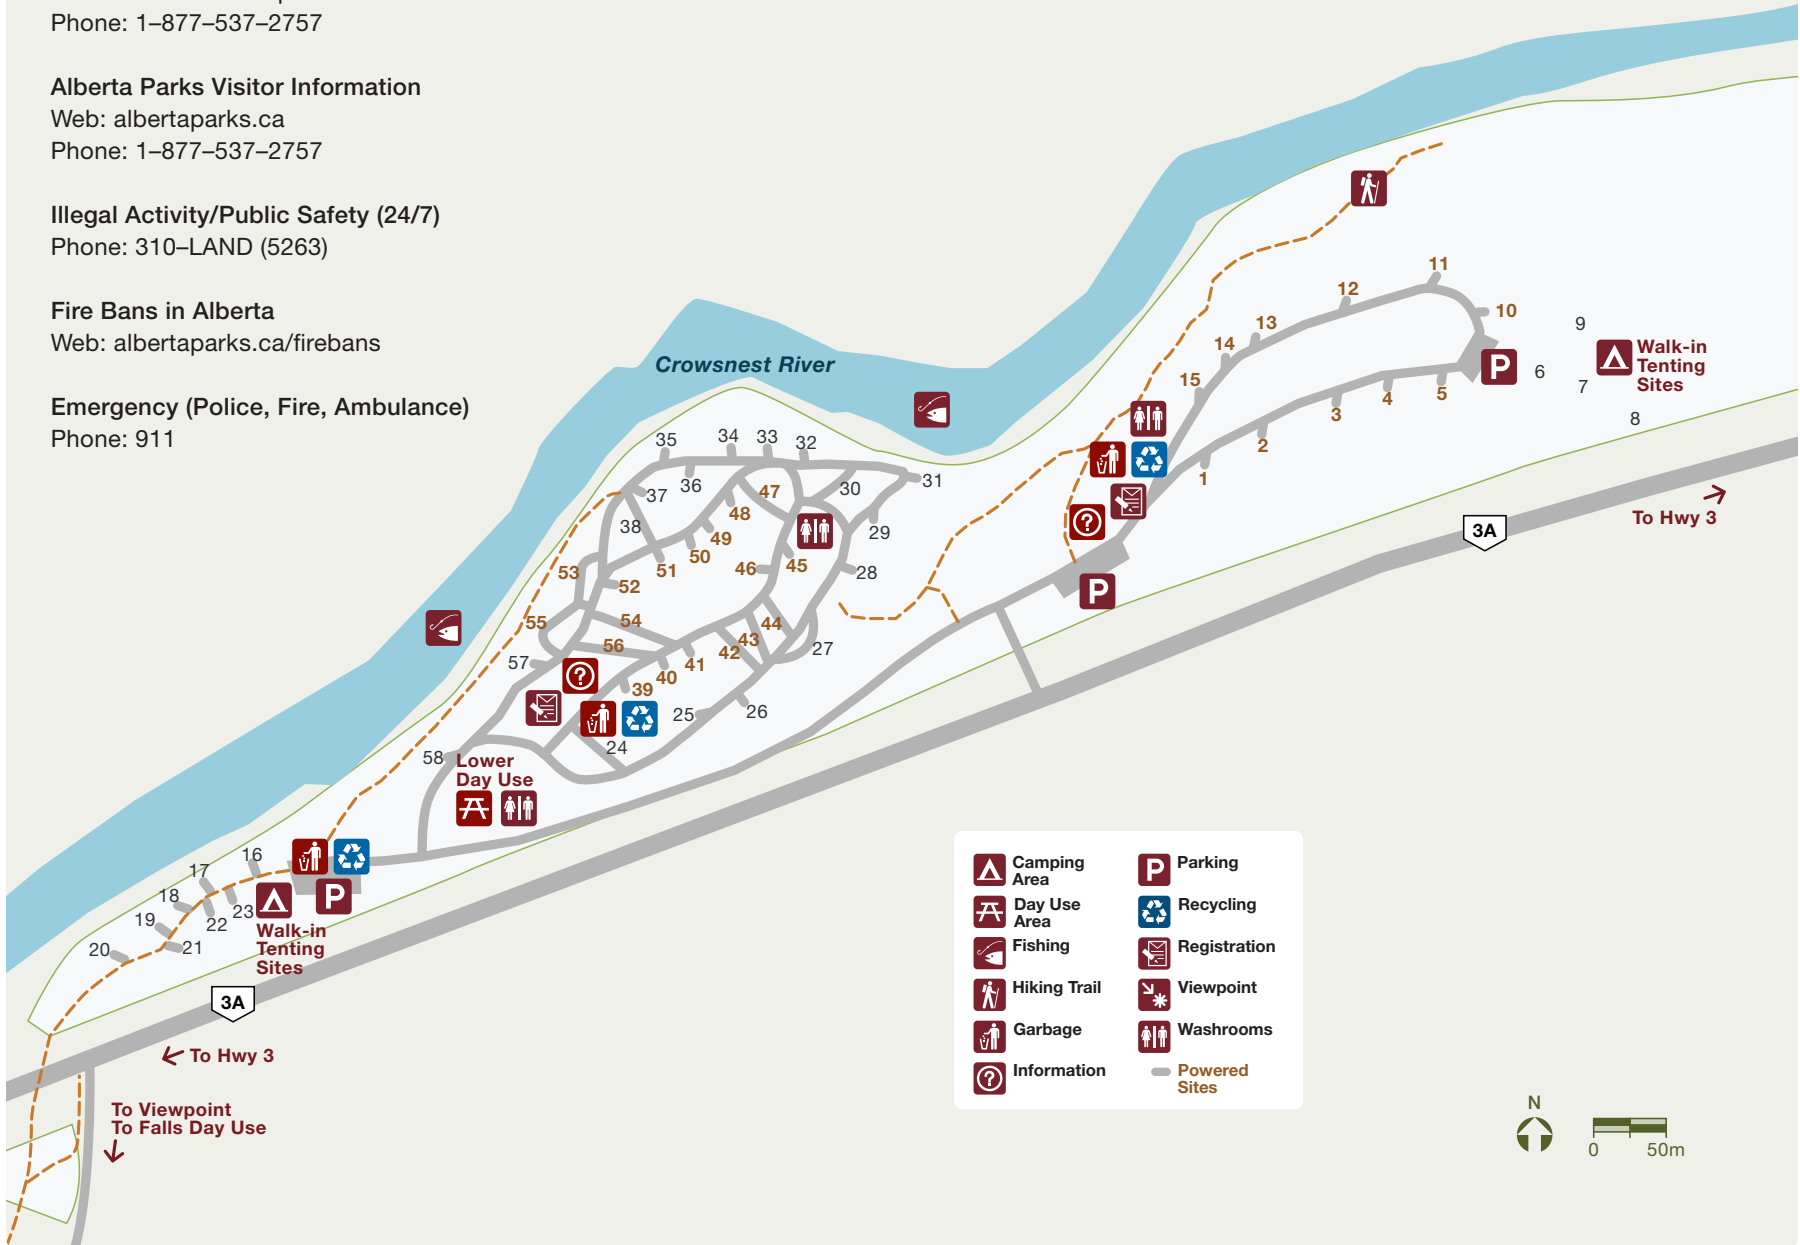 Phone: 1–877–537–2757
Alberta Parks Visitor Information
Web: albertaparks.ca
Phone: 1–877–537–2757
Illegal Activity/Public Safety (24/7)
Phone: 310–LAND (5263)
Fire Bans in Alberta
Web: albertaparks.ca/firebans
Emergency (Police, Fire, Ambulance)
Phone: 911
Crowsnest River
11
12
10
13
9
14
Walk-in
Tenting
Sites
P
6
15
7
5
4
3
8
2
1
35
34
33
32
31
30
36
37
47
48
38
49
50
29
51
46
45
28
53
52
3A
To Hwy 3
P
55
54
44
56
43
42
27
57
41
40
39
25
26
24
58
Lower
Day Use
16
17
18
P
23
19
22
Walk-in
Tenting
Sites
20
21
3A
To Hwy 3
To Viewpoint
To Falls Day Use
Camping
Area
P
Parking
Day Use
Area
Recycling
Fishing
Registration
Hiking Trail
Viewpoint
Garbage
Washrooms
?
Information
Powered
Sites
N
0
50m
?
?